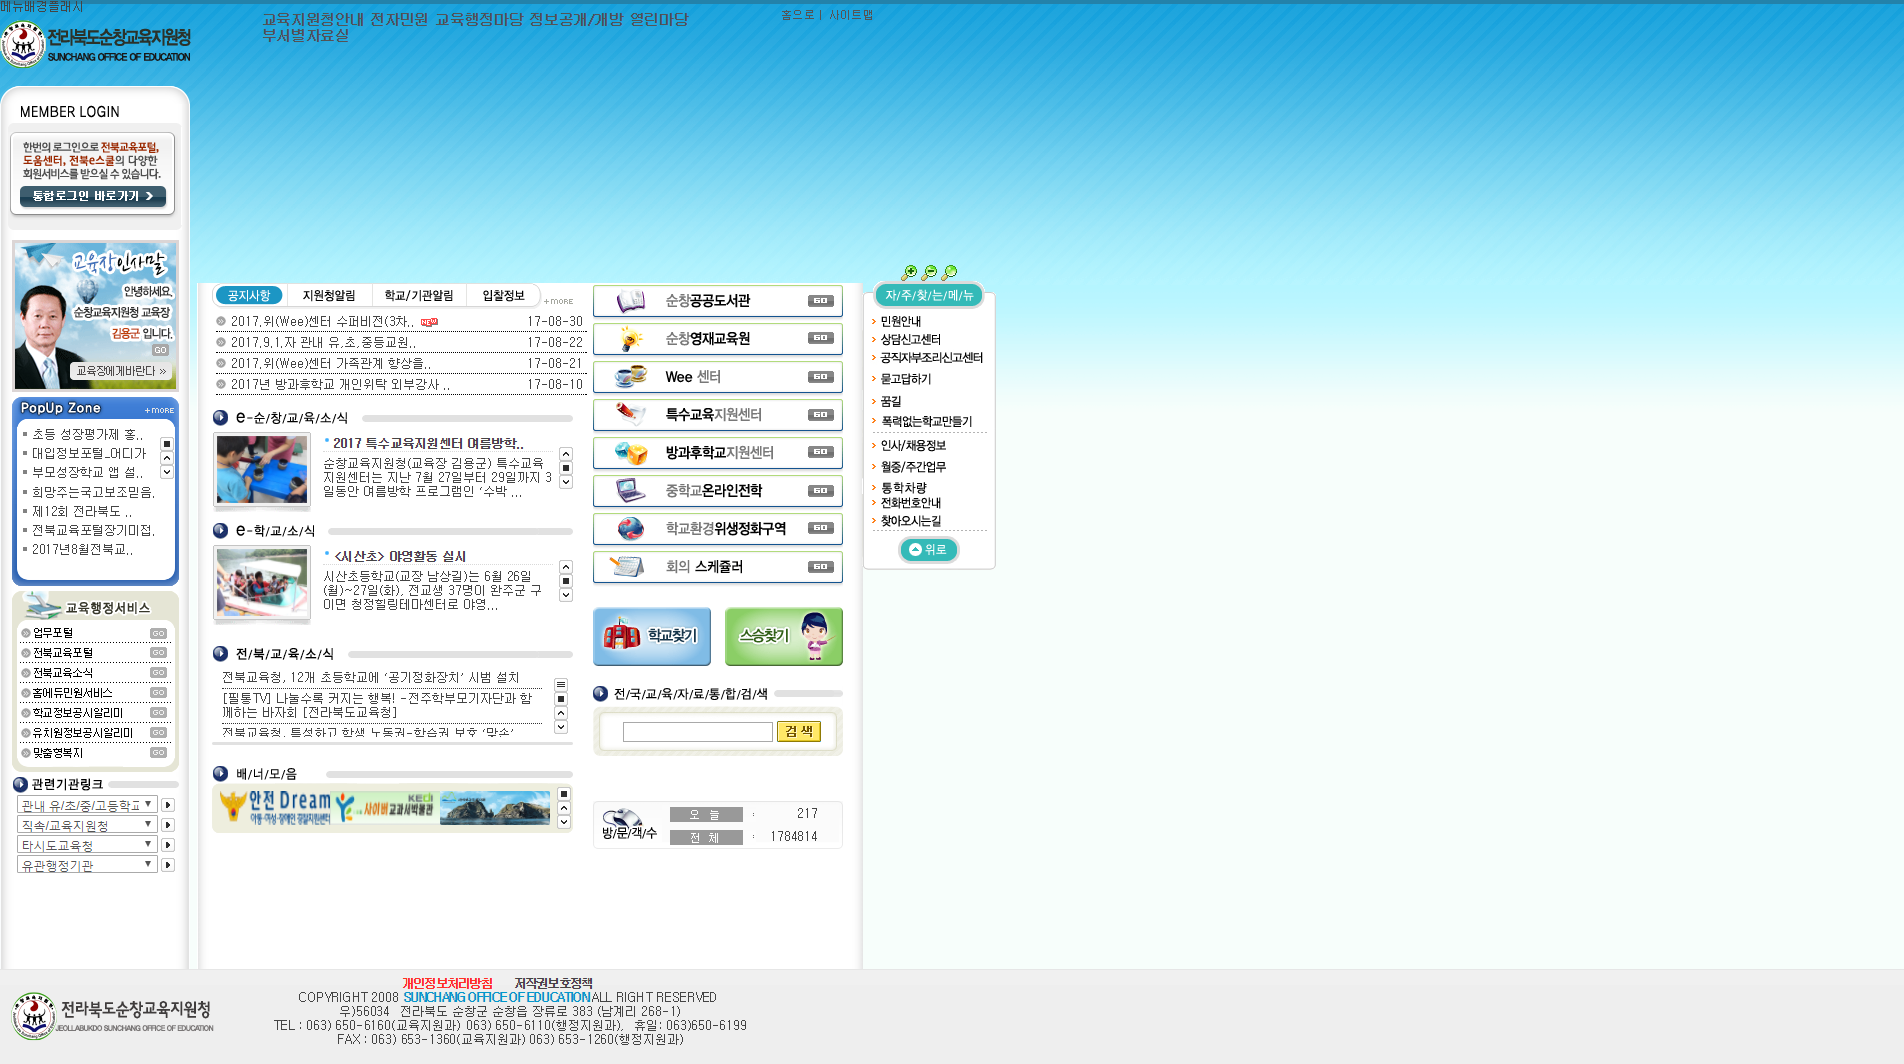 메뉴배경플래시
전라북도순창교육지원청
SUNCHANG OFFICE OF EDUCATION
교육지원청안내 전자민원 교육행정마당 정보공개/개방 열린마당
부서별자료실
홈으로 | 사이트맵
MEMBER LOGIN
한번의 로그인으로 전북교육포털,
도움센터, 전북e스쿨의 다양한
회원서비스를 받으실 수 있습니다.
통합로그인 바로가기
교육장인사말
안녕하세요,
순창교육지원청 교육장
김용군 입니다.
GO
교육장에게바란다 »
PopUp Zone
+MORE
초등 성장평가제 홍..
대입정보포털_어디가
부모성장학교 앱 설..
희망주는국고보조믿음.
제12회 전라북도 ..
전북교육포털장기미접.
2017년8월전북교..
교육행정서비스
업무포털 GO
전북교육포털 GO
전북교육소식 GO
홈에듀민원서비스 GO
학교정보공시알리미 GO
유치원정보공시알리미 GO
맞춤형복지 GO
관련기관링크
관내 유/초/중/고등학교
직속/교육지원청
타시도교육청
유관행정기관
공지사항 지원청알림 학교/기관알림 입찰정보 +MORE
2017.위(Wee)센터 수퍼비전(3차.. NEW 17-08-30
2017.9.1.자 관내 유.초.중등교원.. 17-08-22
2017.위(Wee)센터 가족관계 향상을.. 17-08-21
2017년 방과후학교 개인위탁 외부강사 .. 17-08-10
e-순/창/교/육/소/식
2017 특수교육지원센터 여름방학..
순창교육지원청(교육장 김용군) 특수교육
지원센터는 지난 7월 27일부터 29일까지 3
일동안 여름방학 프로그램인 ‘수박 ...
e-학/교/소/식
<시산초> 야영활동 실시
시산초등학교(교장 남상길)는 6월 26일
(월)~27일(화), 전교생 37명이 완주군 구
이면 청정힐링테마센터로 야영...
전/북/교/육/소/식
전북교육청, 12개 초등학교에 ‘공기정화장치’ 시범 설치
[필통TV] 나눌수록 커지는 행복! -전주학부모기자단과 함
께하는 바자회 [전라북도교육청]
전북교육청, 특성화고 학생 노동권-학습권 보호 ‘맞손’
배/너/모/음
안전 Dream
아동·여성·장애인 경찰지원센터
KEDI
사이버교과서박물관
순창공공도서관 GO
순창영재교육원 GO
Wee 센터 GO
특수교육지원센터 GO
방과후학교지원센터 GO
중학교온라인전학 GO
학교환경위생정화구역 GO
회의 스케쥴러 GO
학교찾기
스승찾기
전/국/교/육/자/료/통/합/검/색
검 색
방/문/객/수
오 늘 : 217
전 체 : 1784814
자/주/찾/는/메/뉴
민원안내
상담신고센터
공직자부조리신고센터
묻고답하기
꿈길
폭력없는학교만들기
인사/채용정보
월중/주간업무
통학차량
전화번호안내
찾아오시는길
위로
개인정보처리방침 저작권보호정책
COPYRIGHT 2008 SUNCHANG OFFICE OF EDUCATION ALL RIGHT RESERVED
우)56034 전라북도 순창군 순창읍 장류로 383 (남계리 268-1)
TEL : 063) 650-6160(교육지원과) 063) 650-6110(행정지원과), 휴일: 063)650-6199
FAX : 063) 653-1360(교육지원과) 063) 653-1260(행정지원과)
전라북도순창교육지원청
JEOLLABUKDO SUNCHANG OFFICE OF EDUCATION